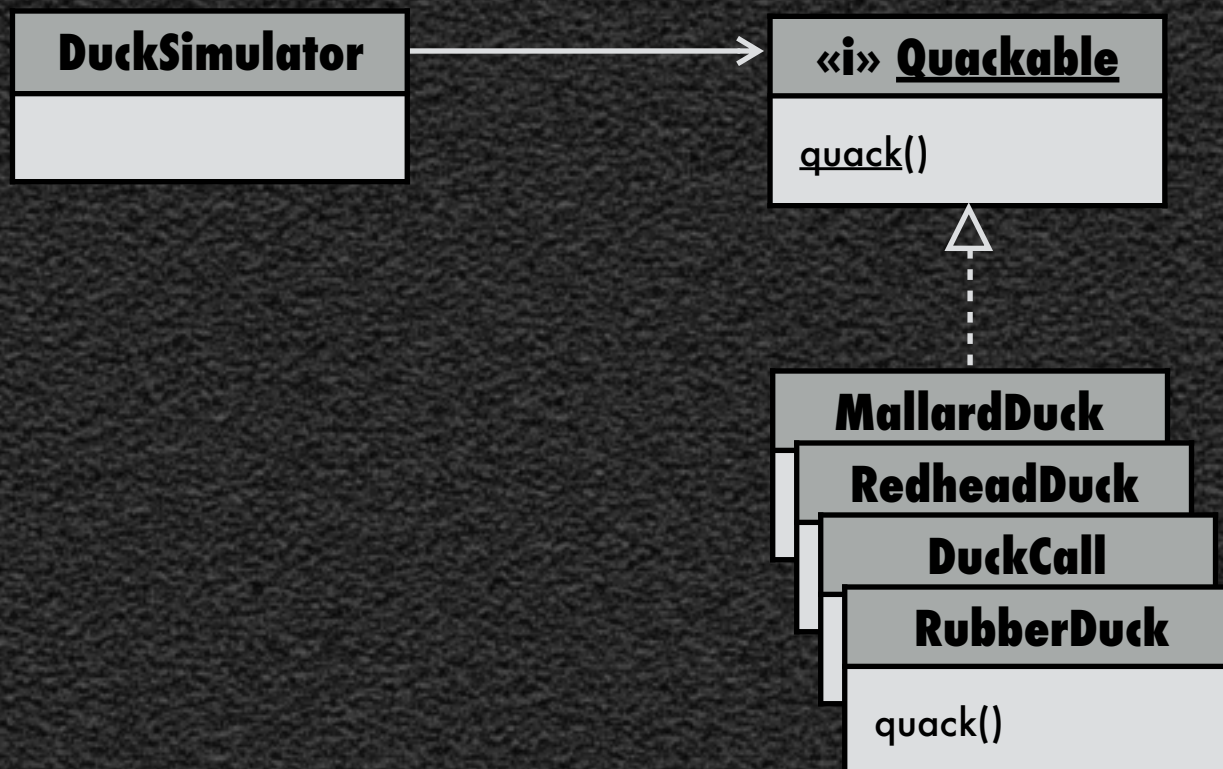 DuckSimulator
«i» Quackable
quack()
MallardDuck
RedheadDuck
DuckCall
RubberDuck
quack()